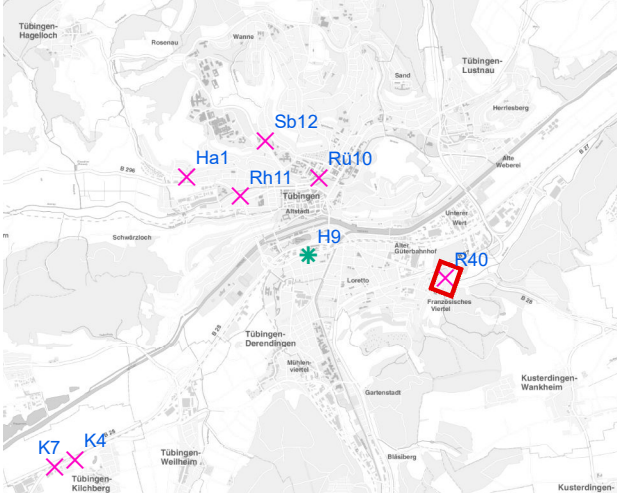 Tübingen-
Hagelloch
Rosenau
Wanne
Tübingen-
Lustnau
Sand
Herrlesberg
Sb12
B 27
Alte
Weberei
Ha1
B 296
Rü10
Rh11
Tübingen
Altstadt
Unterer
Wert
Schwärzloch
H9
Alter
Güterbahnhof
R40
Loretto
B 28
Französisches
Viertel
B 28
Tübingen-
Derendingen
Mühlen-
viertel
Kusterdingen-
Wankheim
Gartenstadt
B 28
K7
K4
Tübingen-
Weilheim
Bläsiberg
Tübingen-
Kilchberg
Kusterdingen-